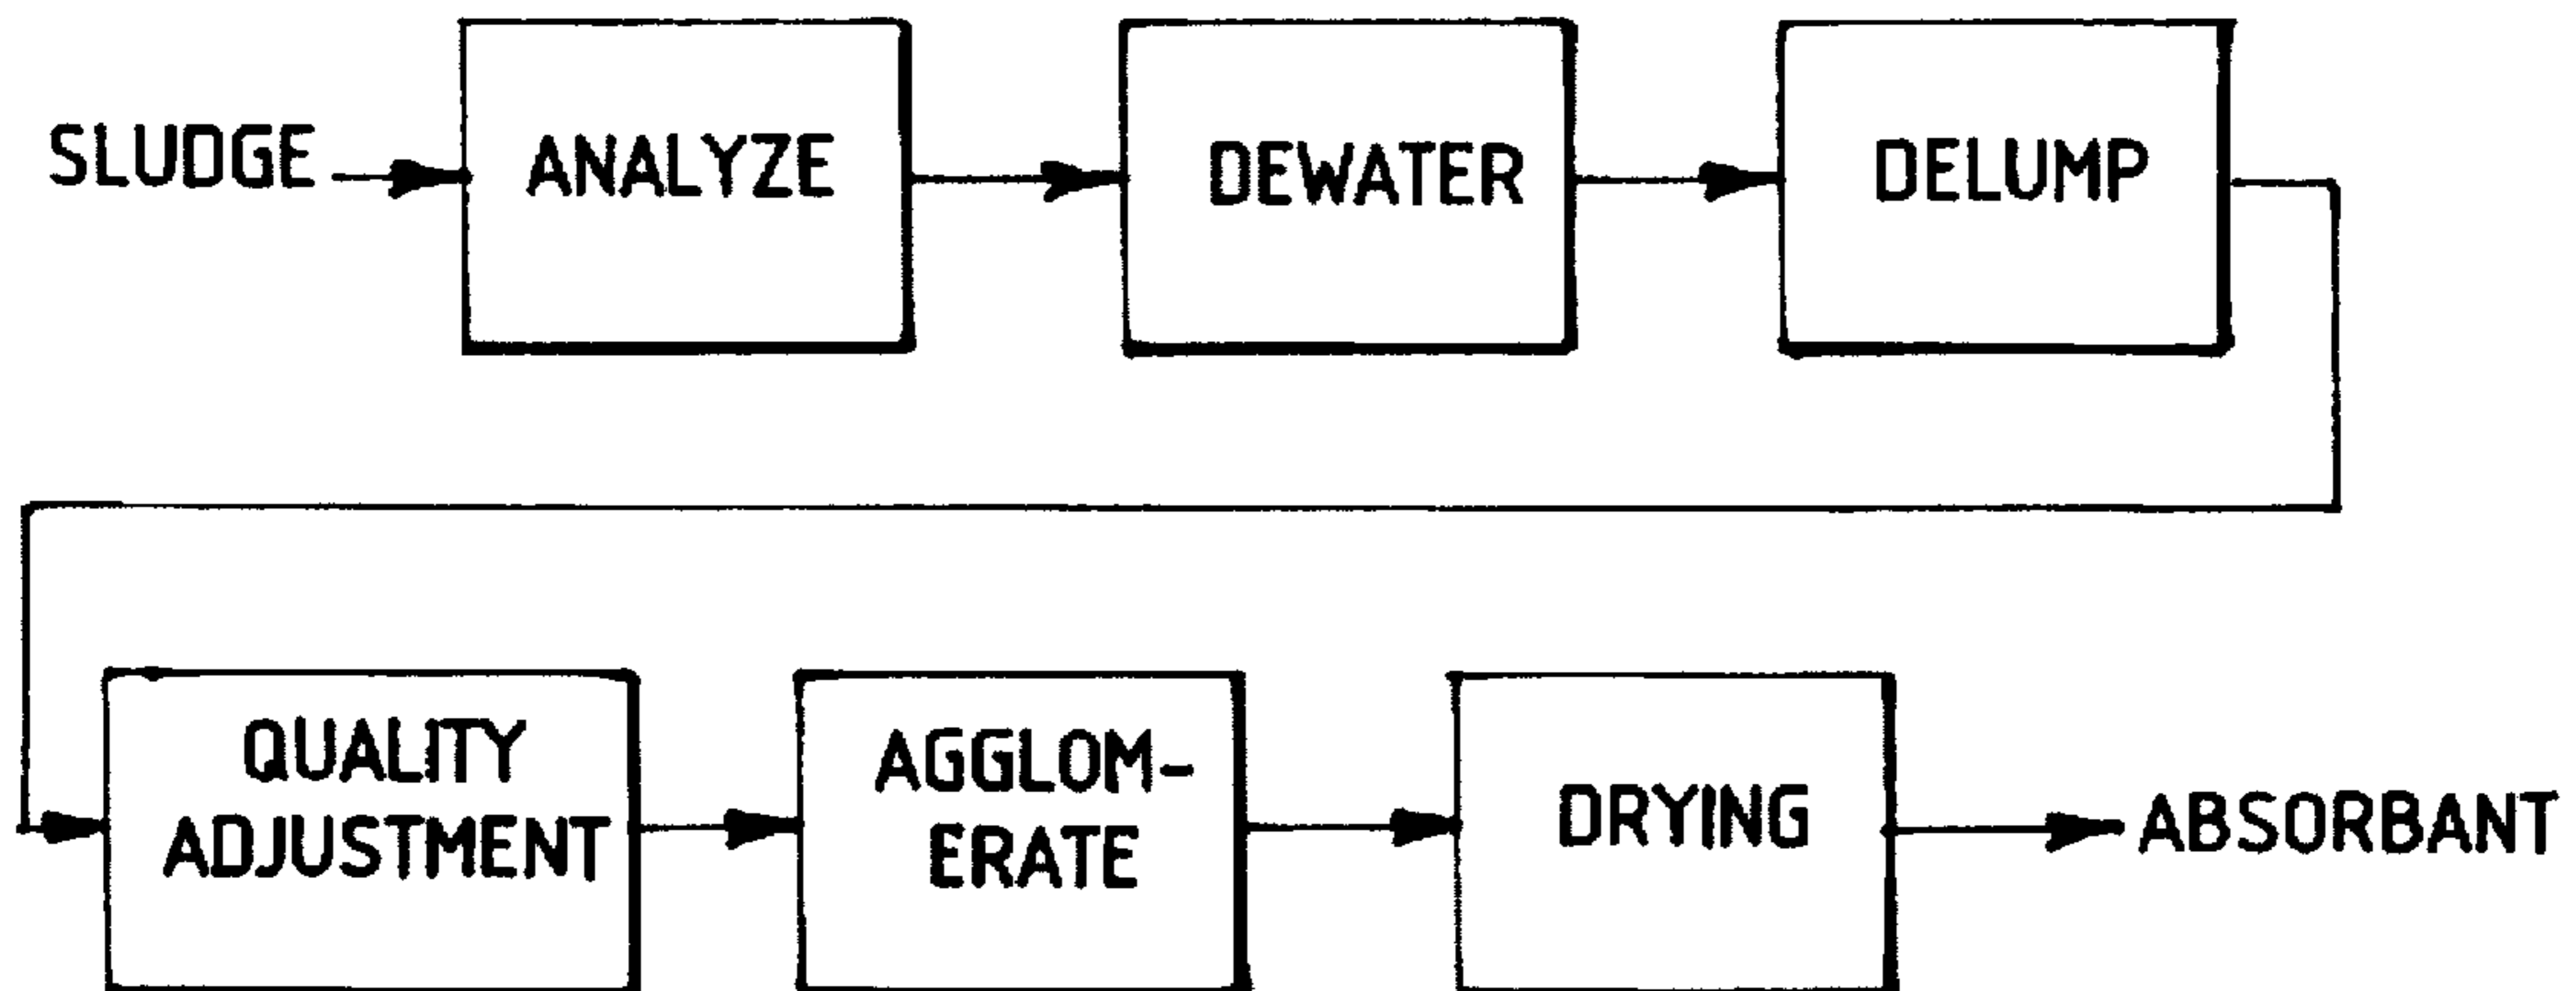 SLUDGE
ANALYZE
DEWATER
DELUMP
QUALITY
ADJUSTMENT
AGGLOM-
ERATE
DRYING
ABSORBANT